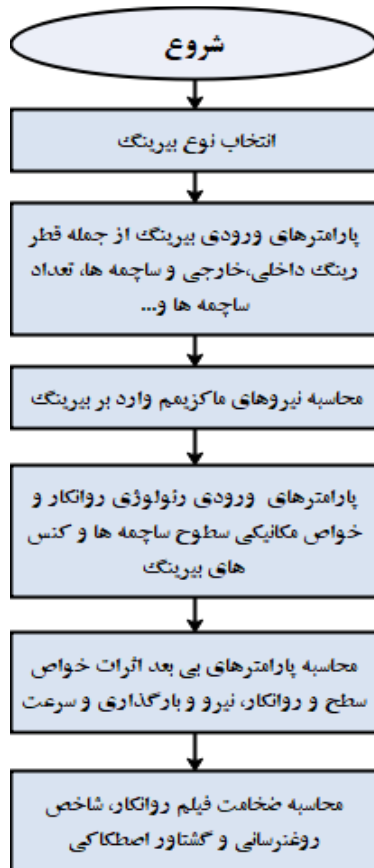 شروع
انتخاب نوع بیرینگ
پارامترهای ورودی بیرینگ از جمله قطر
رینگ داخلی،خارجی و ساچمه ها، تعداد
ساچمه ها و...
محاسبه نیروهای ماکزیمم وارد بر بیرینگ
پارامترهای ورودی رئولوژی روانکار و
خواص مکانیکی سطوح ساچمه ها و کنس
های بیرینگ
محاسبه پارامترهای بی بعد اثرات خواص
سطح و روانکار، نیرو و بارگذاری و سرعت
محاسبه ضخامت فیلم روانکار، شاخص
روغنرسانی و گشتاور اصطکاکی